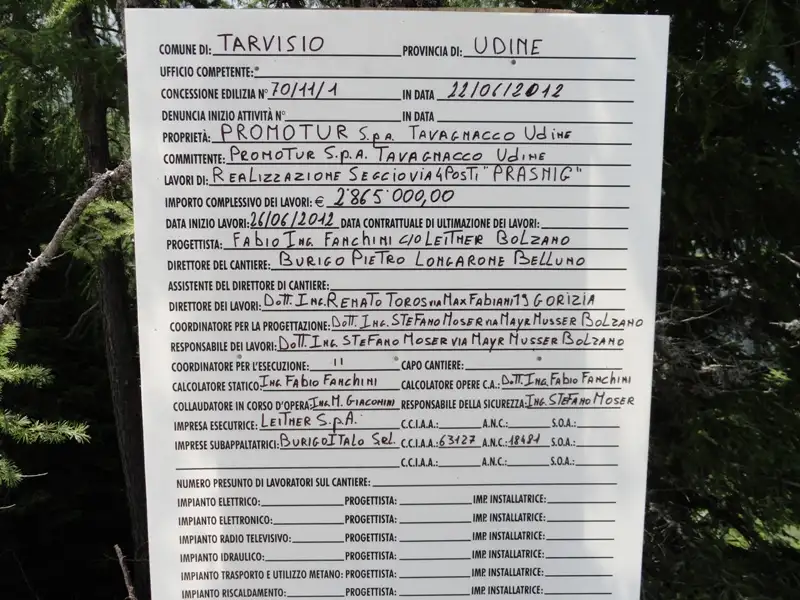 COMUNE DI: TARVISIO PROVINCIA DI: UDINE
UFFICIO COMPETENTE:
CONCESSIONE EDILIZIA N° 70/11/1 IN DATA 22/06/2012
DENUNCIA INIZIO ATTIVITÀ N° IN DATA
PROPRIETÀ: PROMOTUR S.p.A. TAVAGNACCO UdinE
COMMITTENTE: PROMOTUR S.p.A. TAVAGNACCO UdinE
LAVORI DI: REALIZZAZIONE SEGGIOVIA 4 POSTI "PRASNIG"
IMPORTO COMPLESSIVO DEI LAVORI: € 2'865'000,00
DATA INIZIO LAVORI: 26/06/2012 DATA CONTRATTUALE DI ULTIMAZIONE DEI LAVORI:
PROGETTISTA: FABIO ING. FANCHINI C/O LEITNER BOLZANO
DIRETTORE DEL CANTIERE: BURIGO PIETRO LONGARONE BELLUNO
ASSISTENTE DEL DIRETTORE DI CANTIERE:
DIRETTORE DEI LAVORI: DOTT. ING. RENATO TOROS VIA MAX FABIANI 19 GORIZIA
COORDINATORE PER LA PROGETTAZIONE: DOTT. ING. STEFANO MOSER VIA MAYR MUSSER BOLZANO
RESPONSABILE DEI LAVORI: DOTT. ING. STEFANO MOSER VIA MAYR MUSSER BOLZANO
COORDINATORE PER L'ESECUZIONE: " CAPO CANTIERE:
CALCOLATORE STATICO: ING. FABIO FANCHINI CALCOLATORE OPERE C.A.: DOTT. ING. FABIO FANCHINI
COLLAUDATORE IN CORSO D'OPERA: ING. M. GIACOMINI RESPONSABILE DELLA SICUREZZA: ING. STEFANO MOSER
IMPRESA ESECUTRICE: LEITNER S.p.A. C.C.I.A.A.: A.N.C.: S.O.A.:
IMPRESE SUBAPPALTATRICI: BURIGO ITALO SRL. C.C.I.A.A.: 63127 A.N.C.: 18481 S.O.A.:
C.C.I.A.A.: A.N.C.: S.O.A.:
NUMERO PRESUNTO DI LAVORATORI SUL CANTIERE:
IMPIANTO ELETTRICO: PROGETTISTA: IMP. INSTALLATRICE:
IMPIANTO ELETTRONICO: PROGETTISTA: IMP. INSTALLATRICE:
IMPIANTO RADIO TELEVISIVO: PROGETTISTA: IMP. INSTALLATRICE:
IMPIANTO IDRAULICO: PROGETTISTA: IMP. INSTALLATRICE:
IMPIANTO TRASPORTO E UTILIZZO METANO: PROGETTISTA: IMP. INSTALLATRICE:
IMPIANTO RISCALDAMENTO: PROGETTISTA: IMP. INSTALLATRICE: